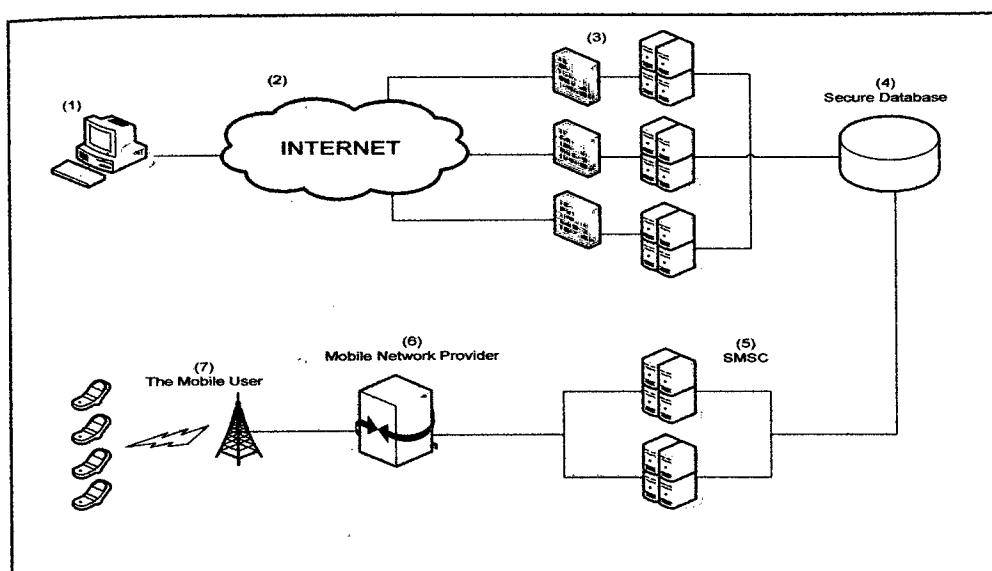 (1)
(2)
INTERNET
(3)
(4)
Secure Database
(5)
SMSC
(6)
Mobile Network Provider
(7)
The Mobile User